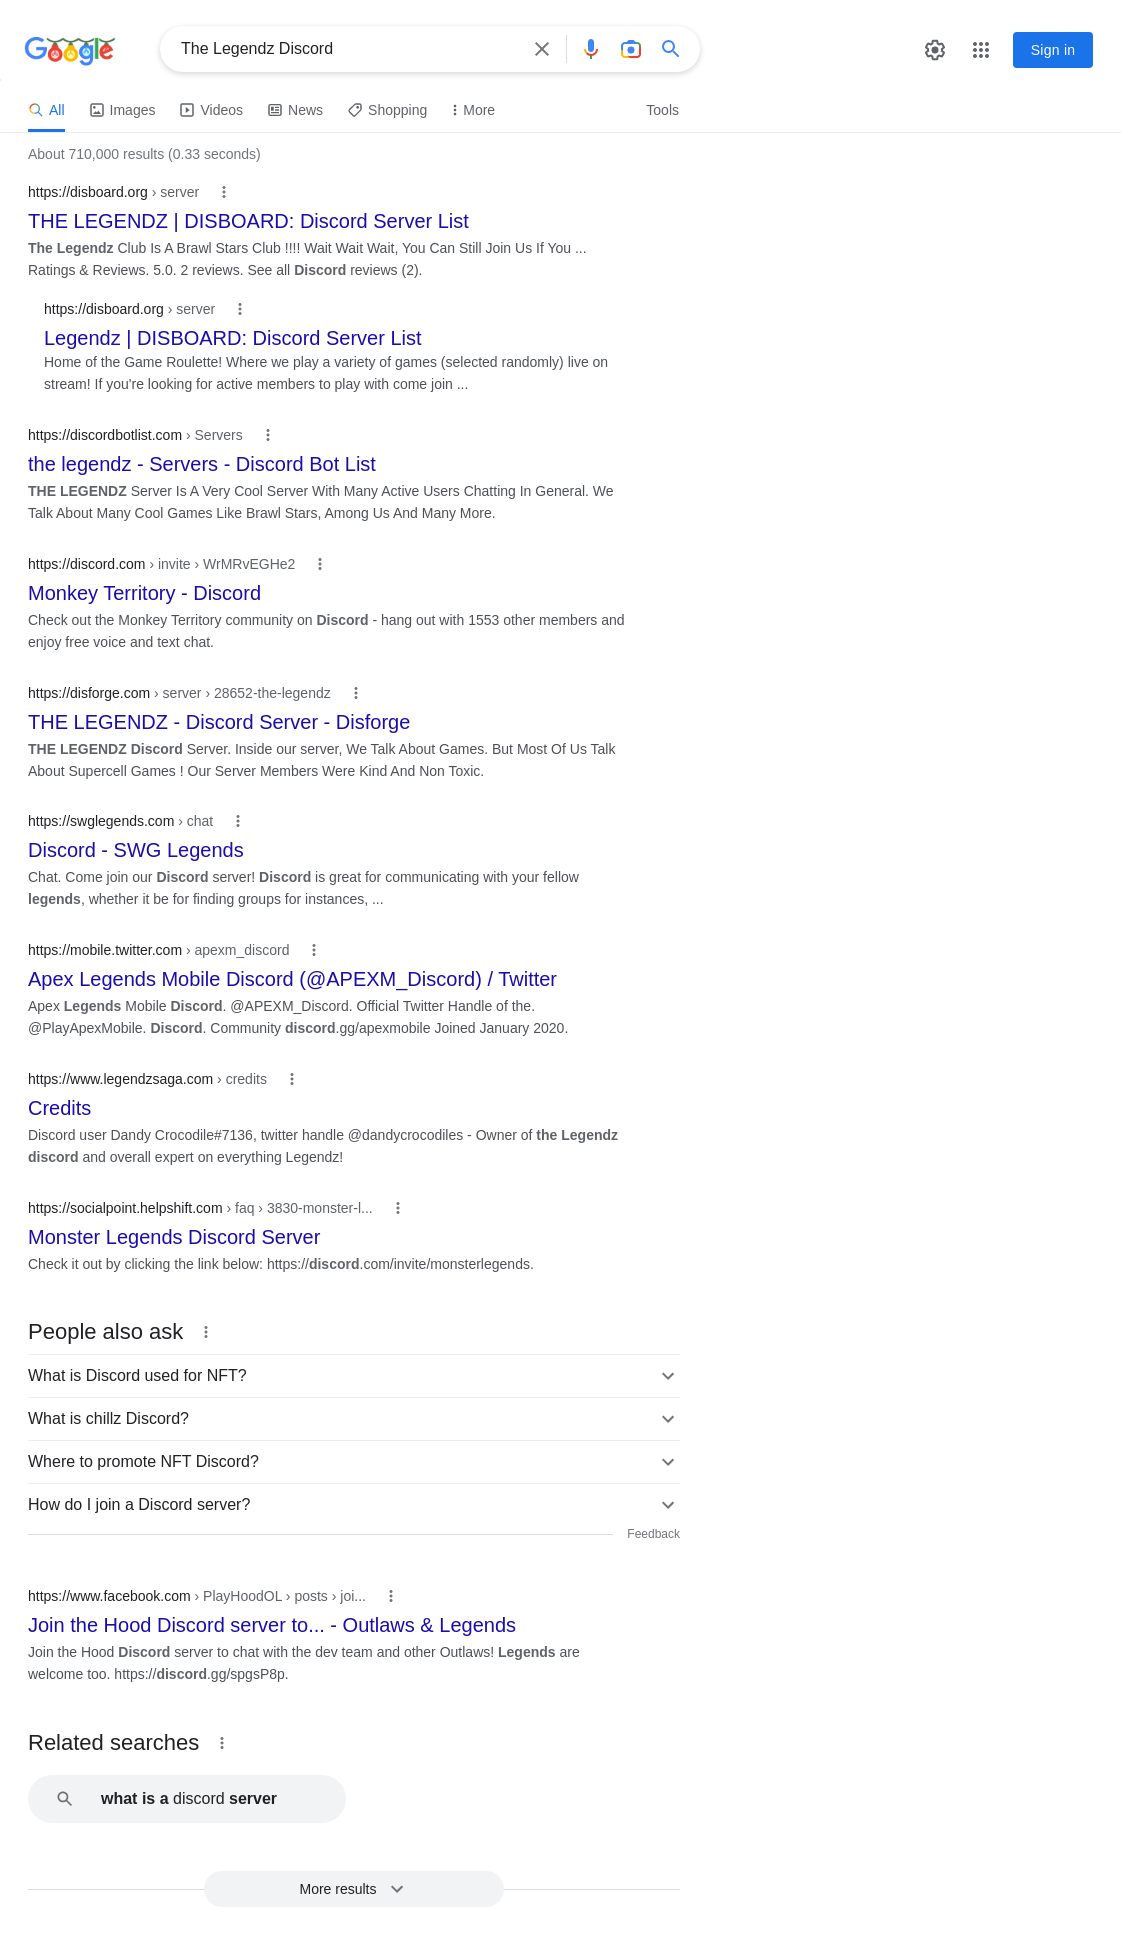 Google
The Legendz Discord
Sign in
All Images Videos News Shopping More Tools
About 710,000 results (0.33 seconds)
https://disboard.org › server
THE LEGENDZ | DISBOARD: Discord Server List
The Legendz Club Is A Brawl Stars Club !!!! Wait Wait Wait, You Can Still Join Us If You ...
Ratings & Reviews. 5.0. 2 reviews. See all Discord reviews (2).
https://disboard.org › server
Legendz | DISBOARD: Discord Server List
Home of the Game Roulette! Where we play a variety of games (selected randomly) live on
stream! If you're looking for active members to play with come join ...
https://discordbotlist.com › Servers
the legendz - Servers - Discord Bot List
THE LEGENDZ Server Is A Very Cool Server With Many Active Users Chatting In General. We
Talk About Many Cool Games Like Brawl Stars, Among Us And Many More.
https://discord.com › invite › WrMRvEGHe2
Monkey Territory - Discord
Check out the Monkey Territory community on Discord - hang out with 1553 other members and
enjoy free voice and text chat.
https://disforge.com › server › 28652-the-legendz
THE LEGENDZ - Discord Server - Disforge
THE LEGENDZ Discord Server. Inside our server, We Talk About Games. But Most Of Us Talk
About Supercell Games ! Our Server Members Were Kind And Non Toxic.
https://swglegends.com › chat
Discord - SWG Legends
Chat. Come join our Discord server! Discord is great for communicating with your fellow
legends, whether it be for finding groups for instances, ...
https://mobile.twitter.com › apexm_discord
Apex Legends Mobile Discord (@APEXM_Discord) / Twitter
Apex Legends Mobile Discord. @APEXM_Discord. Official Twitter Handle of the.
@PlayApexMobile. Discord. Community discord.gg/apexmobile Joined January 2020.
https://www.legendzsaga.com › credits
Credits
Discord user Dandy Crocodile#7136, twitter handle @dandycrocodiles - Owner of the Legendz
discord and overall expert on everything Legendz!
https://socialpoint.helpshift.com › faq › 3830-monster-l...
Monster Legends Discord Server
Check it out by clicking the link below: https://discord.com/invite/monsterlegends.
People also ask
What is Discord used for NFT?
What is chillz Discord?
Where to promote NFT Discord?
How do I join a Discord server?
Feedback
https://www.facebook.com › PlayHoodOL › posts › joi...
Join the Hood Discord server to... - Outlaws & Legends
Join the Hood Discord server to chat with the dev team and other Outlaws! Legends are
welcome too. https://discord.gg/spgsP8p.
Related searches
what is a discord server
More results